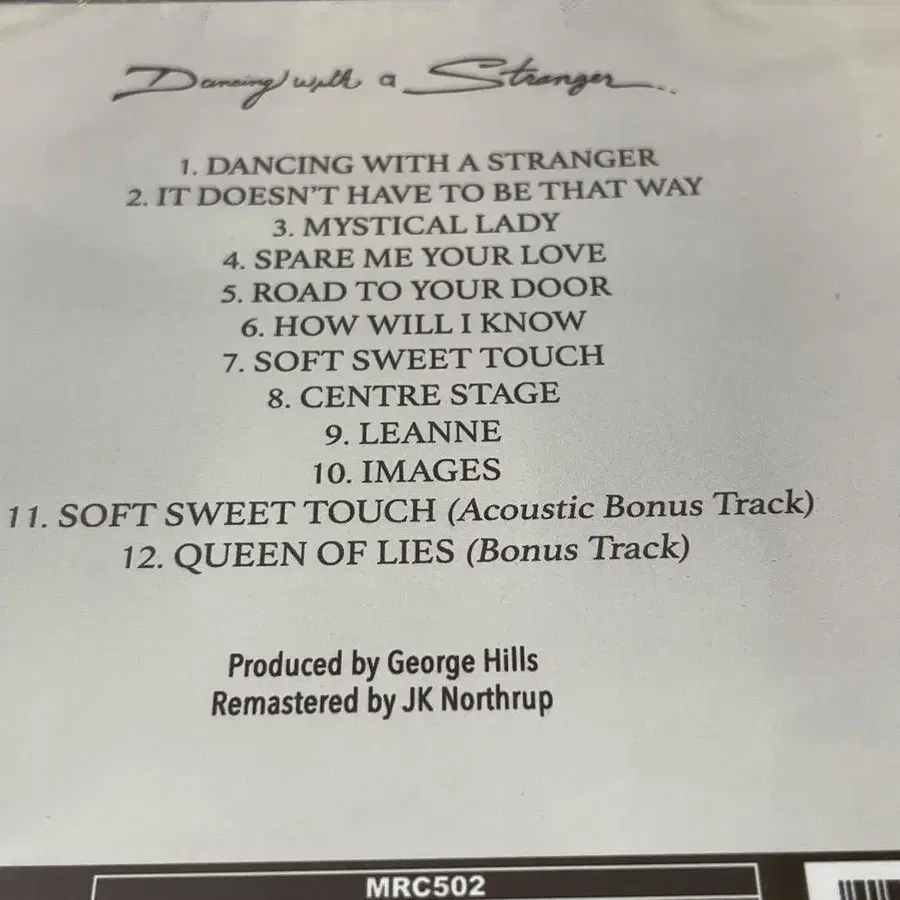 Dancing with a Stranger...
1. DANCING WITH A STRANGER
2. IT DOESN'T HAVE TO BE THAT WAY
3. MYSTICAL LADY
4. SPARE ME YOUR LOVE
5. ROAD TO YOUR DOOR
6. HOW WILL I KNOW
7. SOFT SWEET TOUCH
8. CENTRE STAGE
9. LEANNE
10. IMAGES
11. SOFT SWEET TOUCH (Acoustic Bonus Track)
12. QUEEN OF LIES (Bonus Track)
Produced by George Hills
Remastered by JK Northrup
MRC502